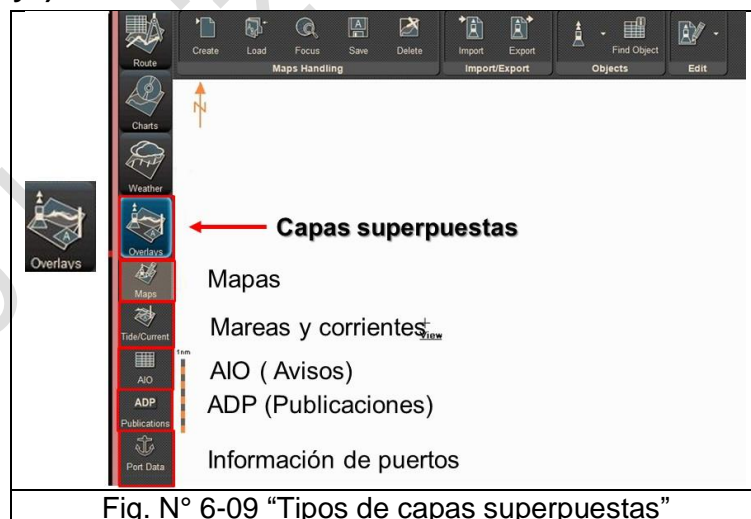 Route
Create Load Focus Save Delete Import Export Find Object
Maps Handling Import/Export Objects Edit
N
Charts
Weather
Overlays
Overlays Capas superpuestas
Maps Mapas
Tide/Current Mareas y corrientes
View
1nm
AIO AIO ( Avisos)
ADP ADP (Publicaciones)
Publications
Port Data Información de puertos
Fig. N° 6-09 “Tipos de capas superpuestas”